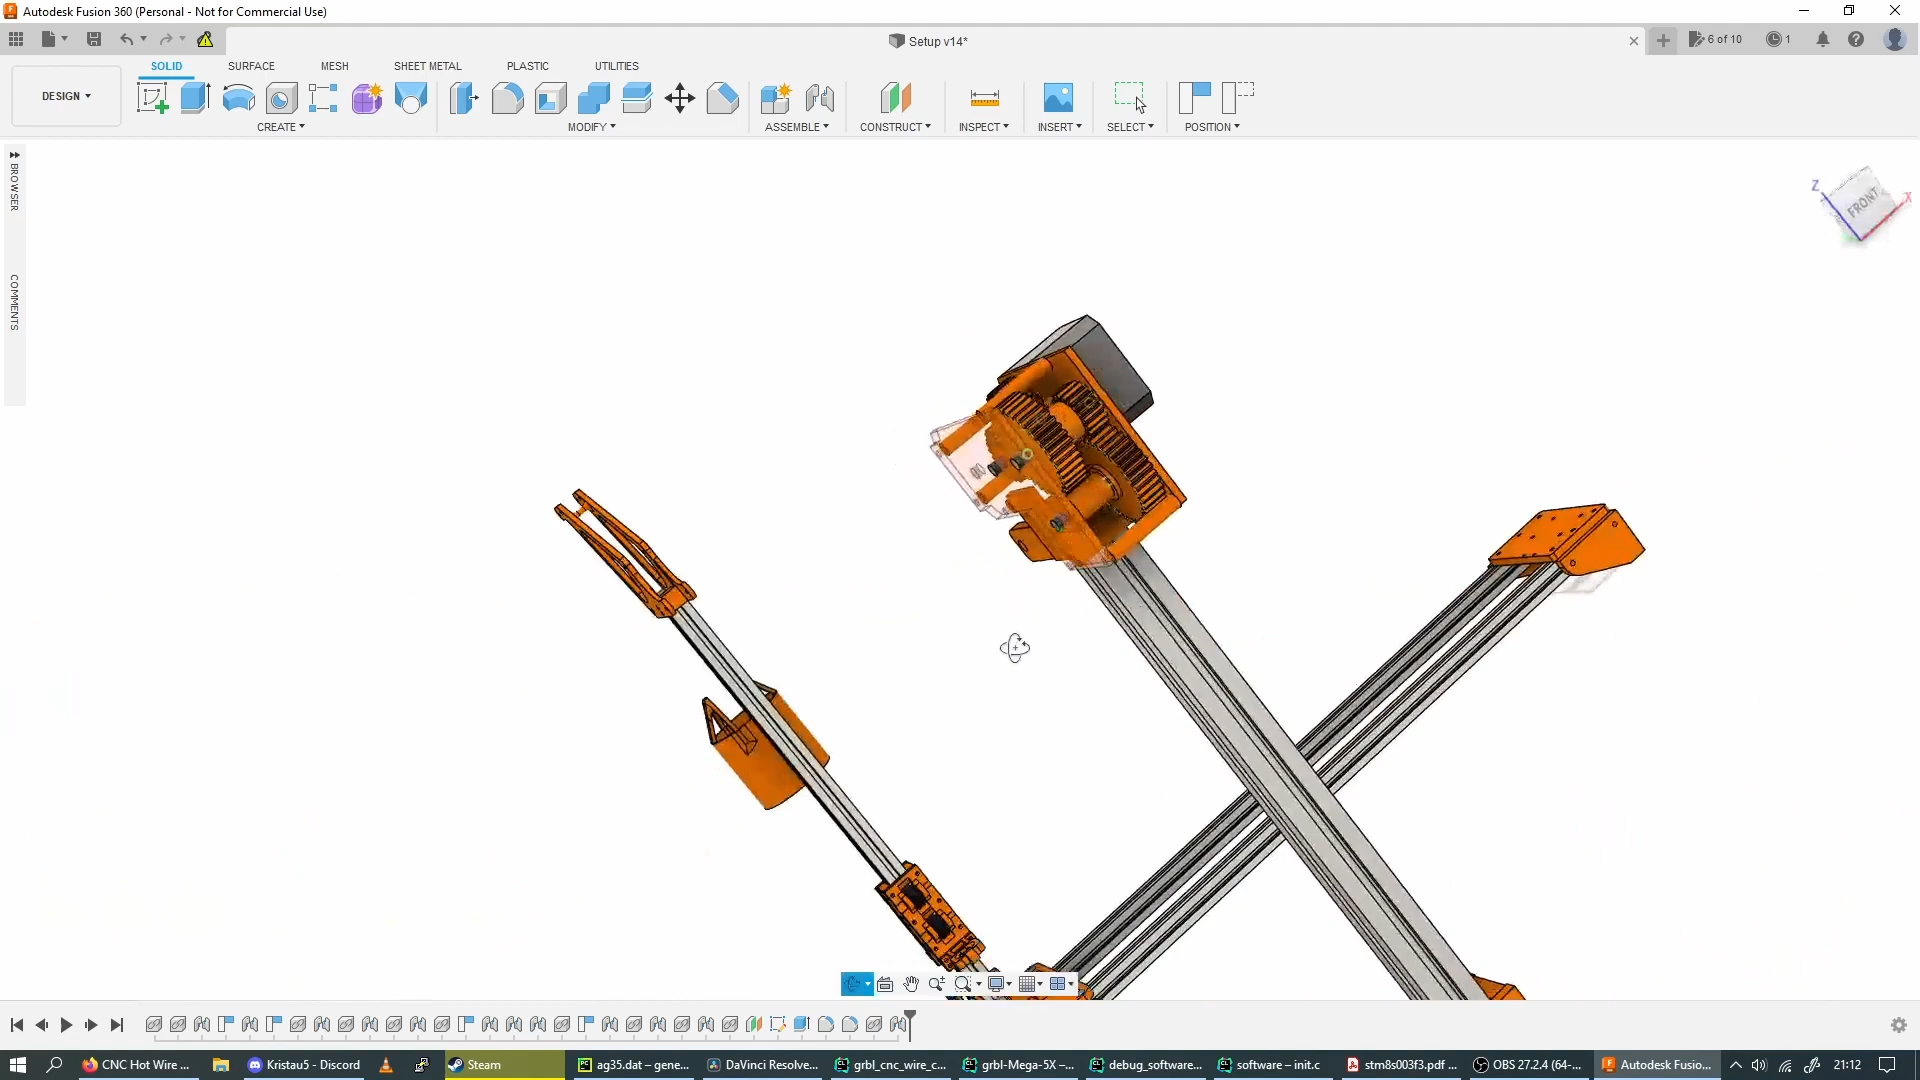 Autodesk Fusion 360 (Personal - Not for Commercial Use)
Setup v14*
6 of 10
1
DESIGN
SOLID
SURFACE
MESH
SHEET METAL
PLASTIC
UTILITIES
CREATE
MODIFY
ASSEMBLE
CONSTRUCT
INSPECT
INSERT
SELECT
POSITION
BROWSER
COMMENTS
Z
X
FRONT
CNC Hot Wire ...
Kristau5 - Discord
Steam
ag35.dat – gene...
DaVinci Resolve...
grbl_cnc_wire_c...
grbl-Mega-5X –...
debug_software...
software – init.c
stm8s003f3.pdf ...
OBS 27.2.4 (64-...
Autodesk Fusio...
21:12